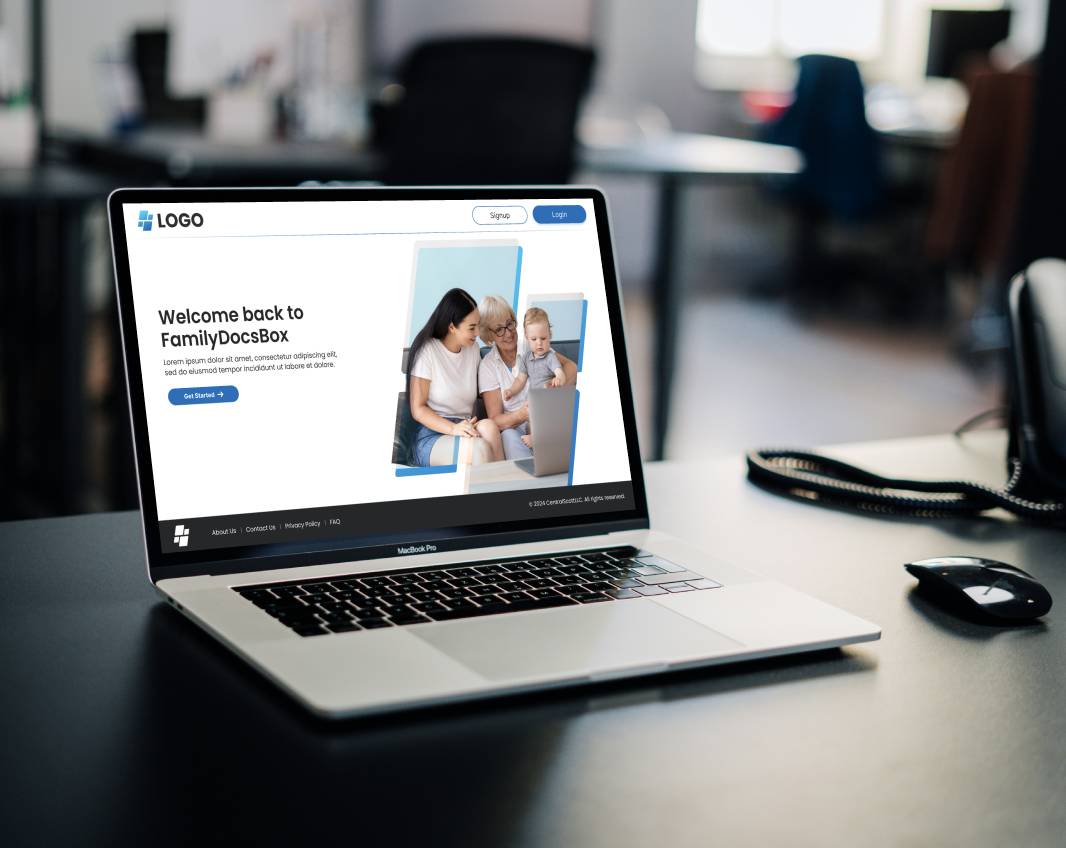 LOGO
Signup
Login
Welcome back to
FamilyDocsBox
Lorem ipsum dolor sit amet, consectetur adipiscing elit,
sed do eiusmod tempor incididunt ut labore et dolore.
Get Started →
About Us | Contact Us | Privacy Policy | FAQ
© 2024 CentralScottLLC. All rights reserved.
MacBook Pro